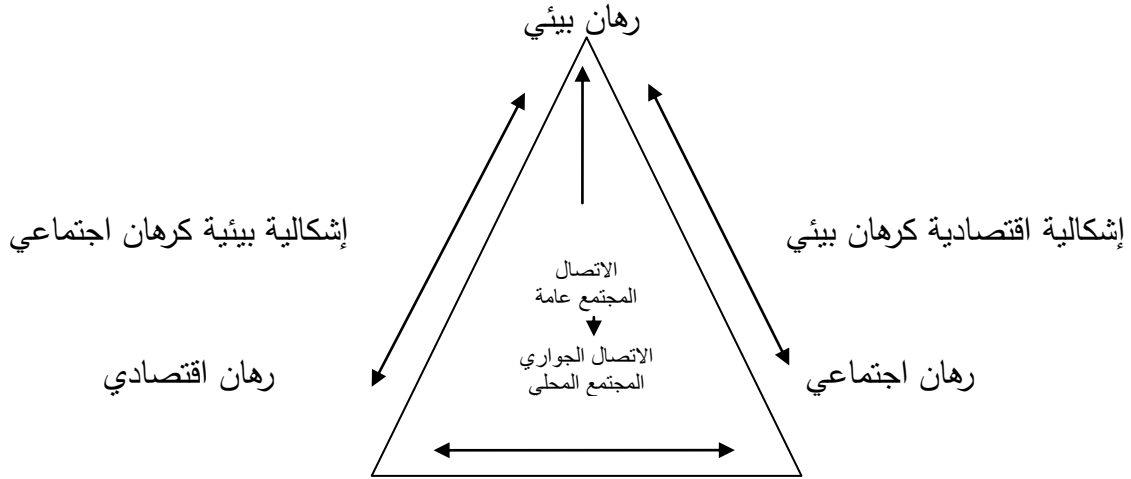 رهان بيئي
إشكالية اقتصادية كرهان بيئي
إشكالية بيئية كرهان اجتماعي
الاتصال
المجتمع عامة
الاتصال الجواري
المجتمع المحلى
رهان اجتماعي
رهان اقتصادي